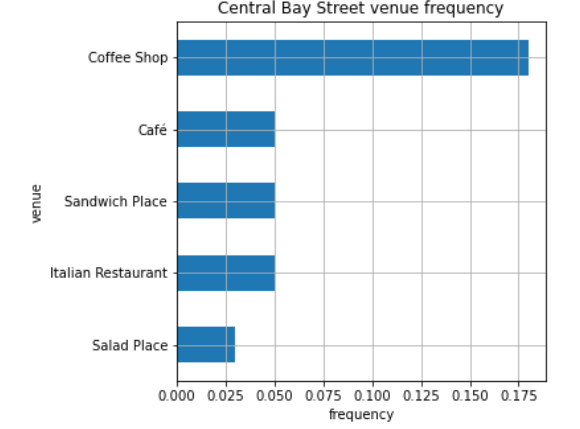 Central Bay Street venue frequency
Coffee Shop
Café
Sandwich Place
Italian Restaurant
Salad Place
venue
0.000 0.025 0.050 0.075 0.100 0.125 0.150 0.175
frequency